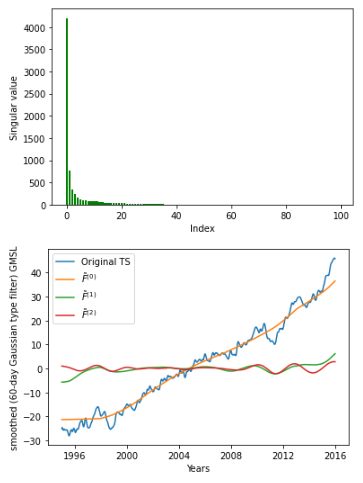 4000
3500
3000
2500
2000
1500
1000
500
0
Singular value
0 20 40 60 80 100
Index
40
30
20
10
0
−10
−20
−30
smoothed (60-day Gaussian type filter) GMSL
Original TS
F̃⁽⁰⁾
F̃⁽¹⁾
F̃⁽²⁾
1996 2000 2004 2008 2012 2016
Years